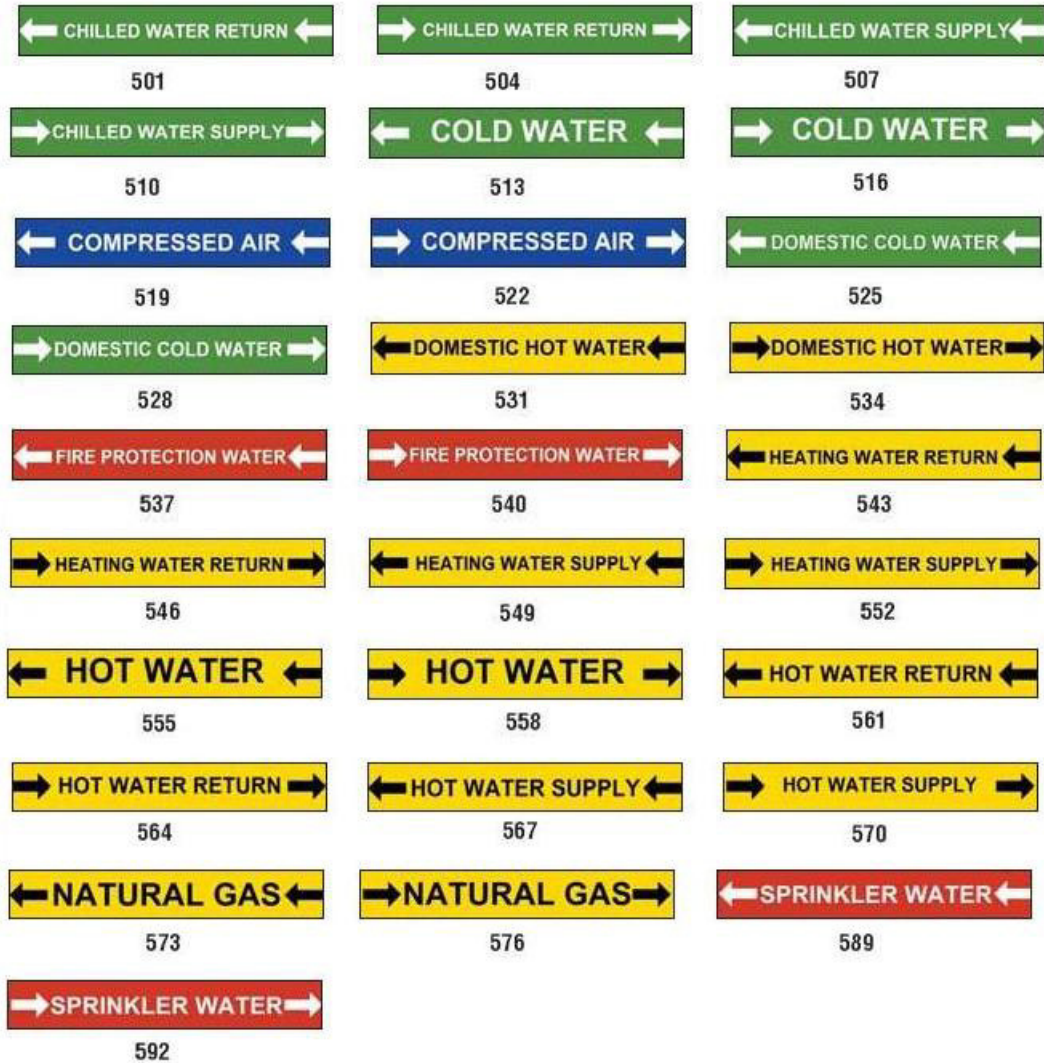 CHILLED WATER RETURN
CHILLED WATER RETURN
CHILLED WATER SUPPLY
501
504
507
CHILLED WATER SUPPLY
COLD WATER
COLD WATER
510
513
516
COMPRESSED AIR
COMPRESSED AIR
DOMESTIC COLD WATER
519
522
525
DOMESTIC COLD WATER
DOMESTIC HOT WATER
DOMESTIC HOT WATER
528
531
534
FIRE PROTECTION WATER
FIRE PROTECTION WATER
HEATING WATER RETURN
537
540
543
HEATING WATER RETURN
HEATING WATER SUPPLY
HEATING WATER SUPPLY
546
549
552
HOT WATER
HOT WATER
HOT WATER RETURN
555
558
561
HOT WATER RETURN
HOT WATER SUPPLY
HOT WATER SUPPLY
564
567
570
NATURAL GAS
NATURAL GAS
SPRINKLER WATER
573
576
589
SPRINKLER WATER
592